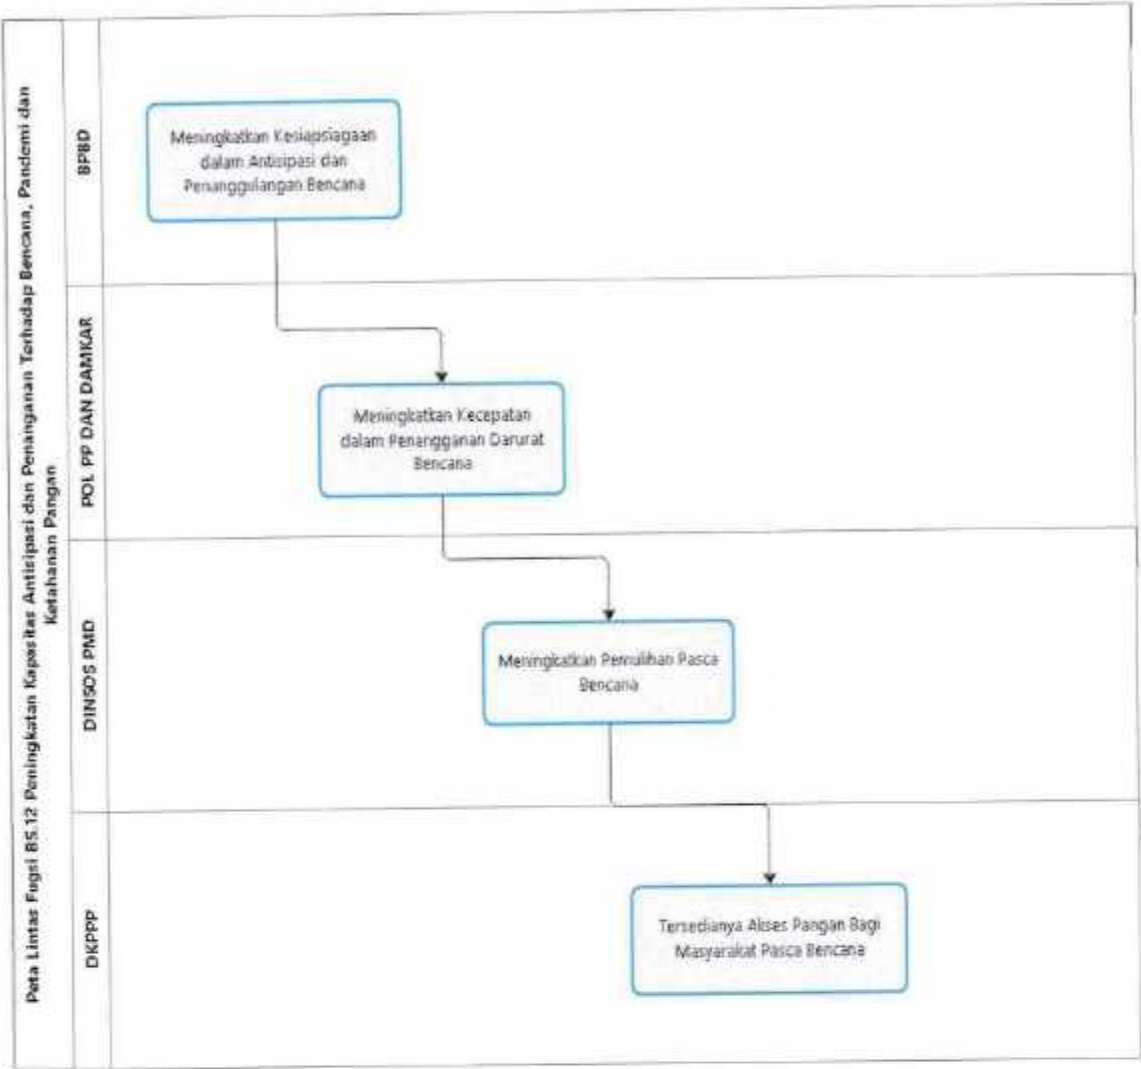 Peta Lintas Fugsi BS.12 Peningkatan Kapasitas Antisipasi dan Penanganan Terhadap Bencana, Pandemi dan
Ketahanan Pangan
BPBD
Meningkatkan Kesiapsiagaan
dalam Antisipasi dan
Penanggulangan Bencana
POL PP DAN DAMKAR
Meningkatkan Kecepatan
dalam Penangganan Darurat
Bencana
DINSOS PMD
Meningkatkan Pemulihan Pasca
Bencana
DKPPP
Tersedianya Akses Pangan Bagi
Masyarakat Pasca Bencana